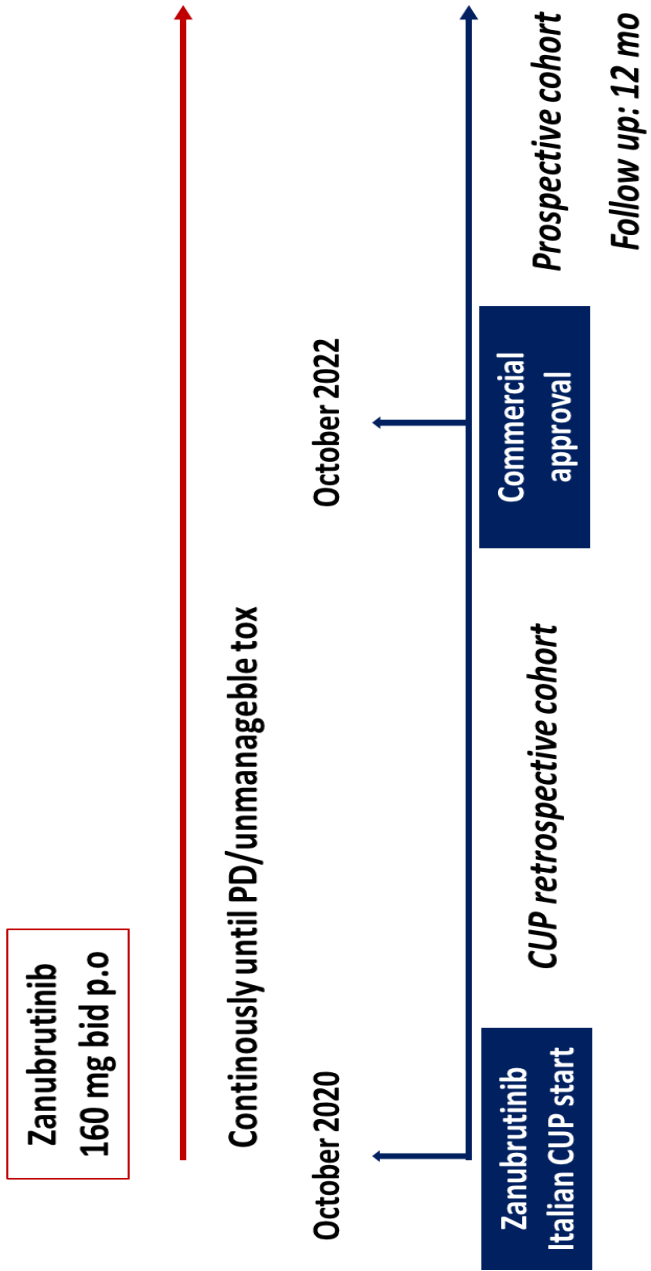 Zanubrutinib
160 mg bid p.o
Continously until PD/unmanageble tox
October 2020
October 2022
Zanubrutinib
Italian CUP start
CUP retrospective cohort
Commercial
approval
Prospective cohort
Follow up: 12 mo